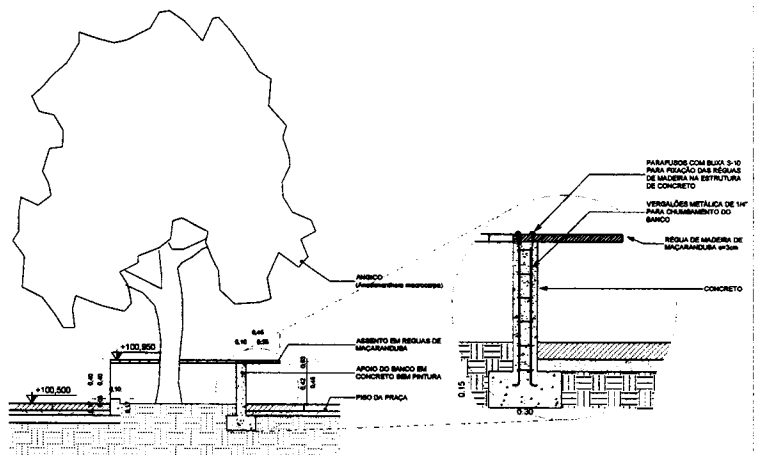 PARAFUSOS COM BUXA S-10
PARA FIXAÇÃO DAS RÉGUAS
DE MADEIRA NA ESTRUTURA
DE CONCRETO
VERGALÕES METÁLICA DE 1/4"
PARA CHUMBAMENTO DO
BANCO
RÉGUA DE MADEIRA DE
MAÇARANDUBA e=3cm
CONCRETO
ANGICO
(Anadenanthera macrocarpa)
ASSENTO EM RÉGUAS DE
MAÇARANDUBA
APOIO DO BANCO EM
CONCRETO SEM PINTURA
PISO DA PRAÇA
+100,950
+100,500
0.15
0.30